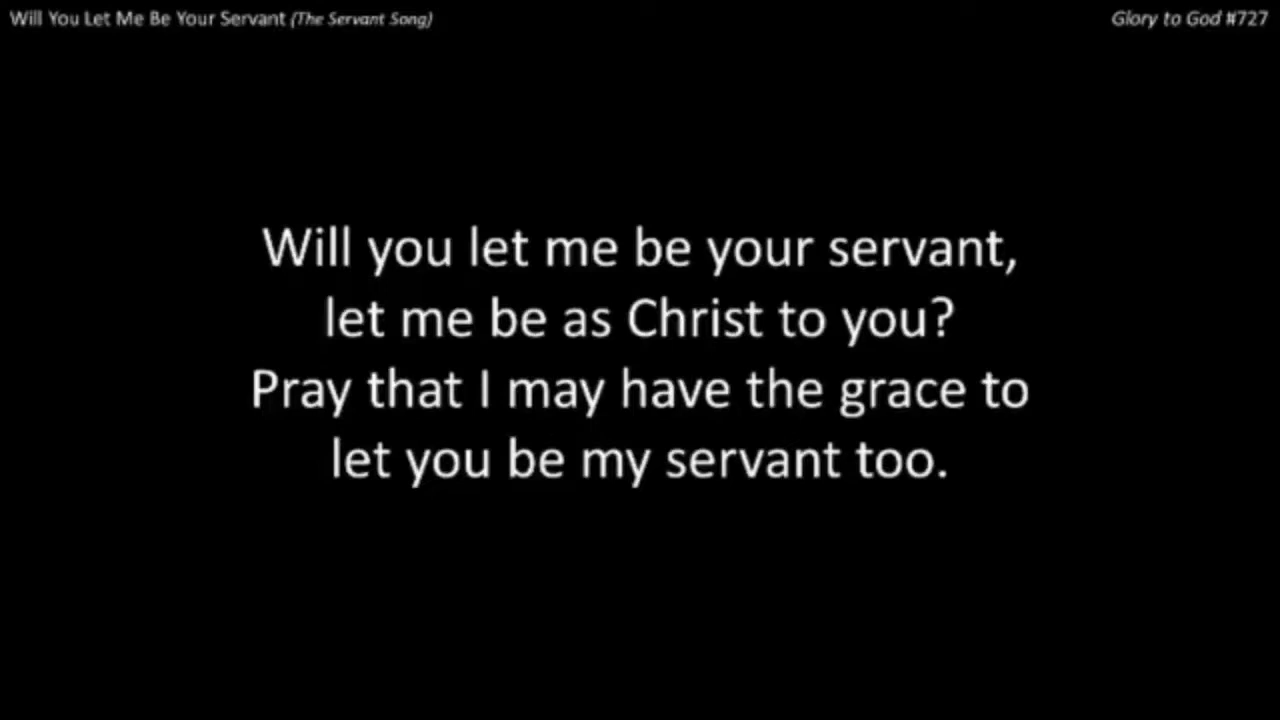 Will You Let Me Be Your Servant (The Servant Song)
Glory to God #727
Will you let me be your servant,
let me be as Christ to you?
Pray that I may have the grace to
let you be my servant too.